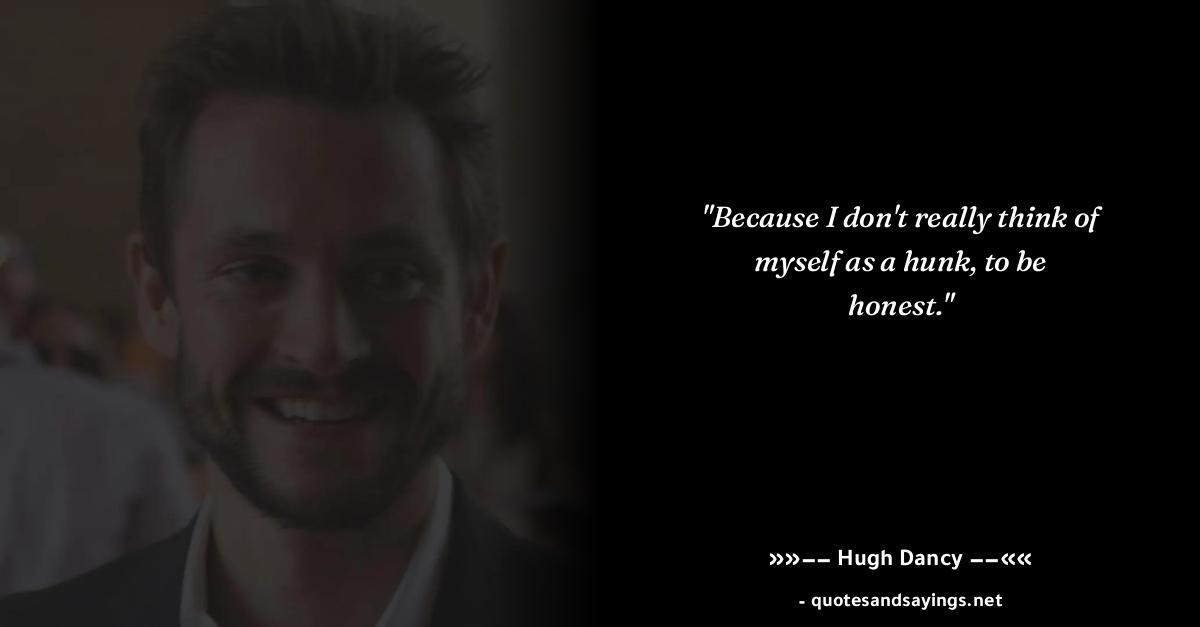 "Because I don't really think of
myself as a hunk, to be
honest."
»»−− Hugh Dancy −−««
- quotesandsayings.net